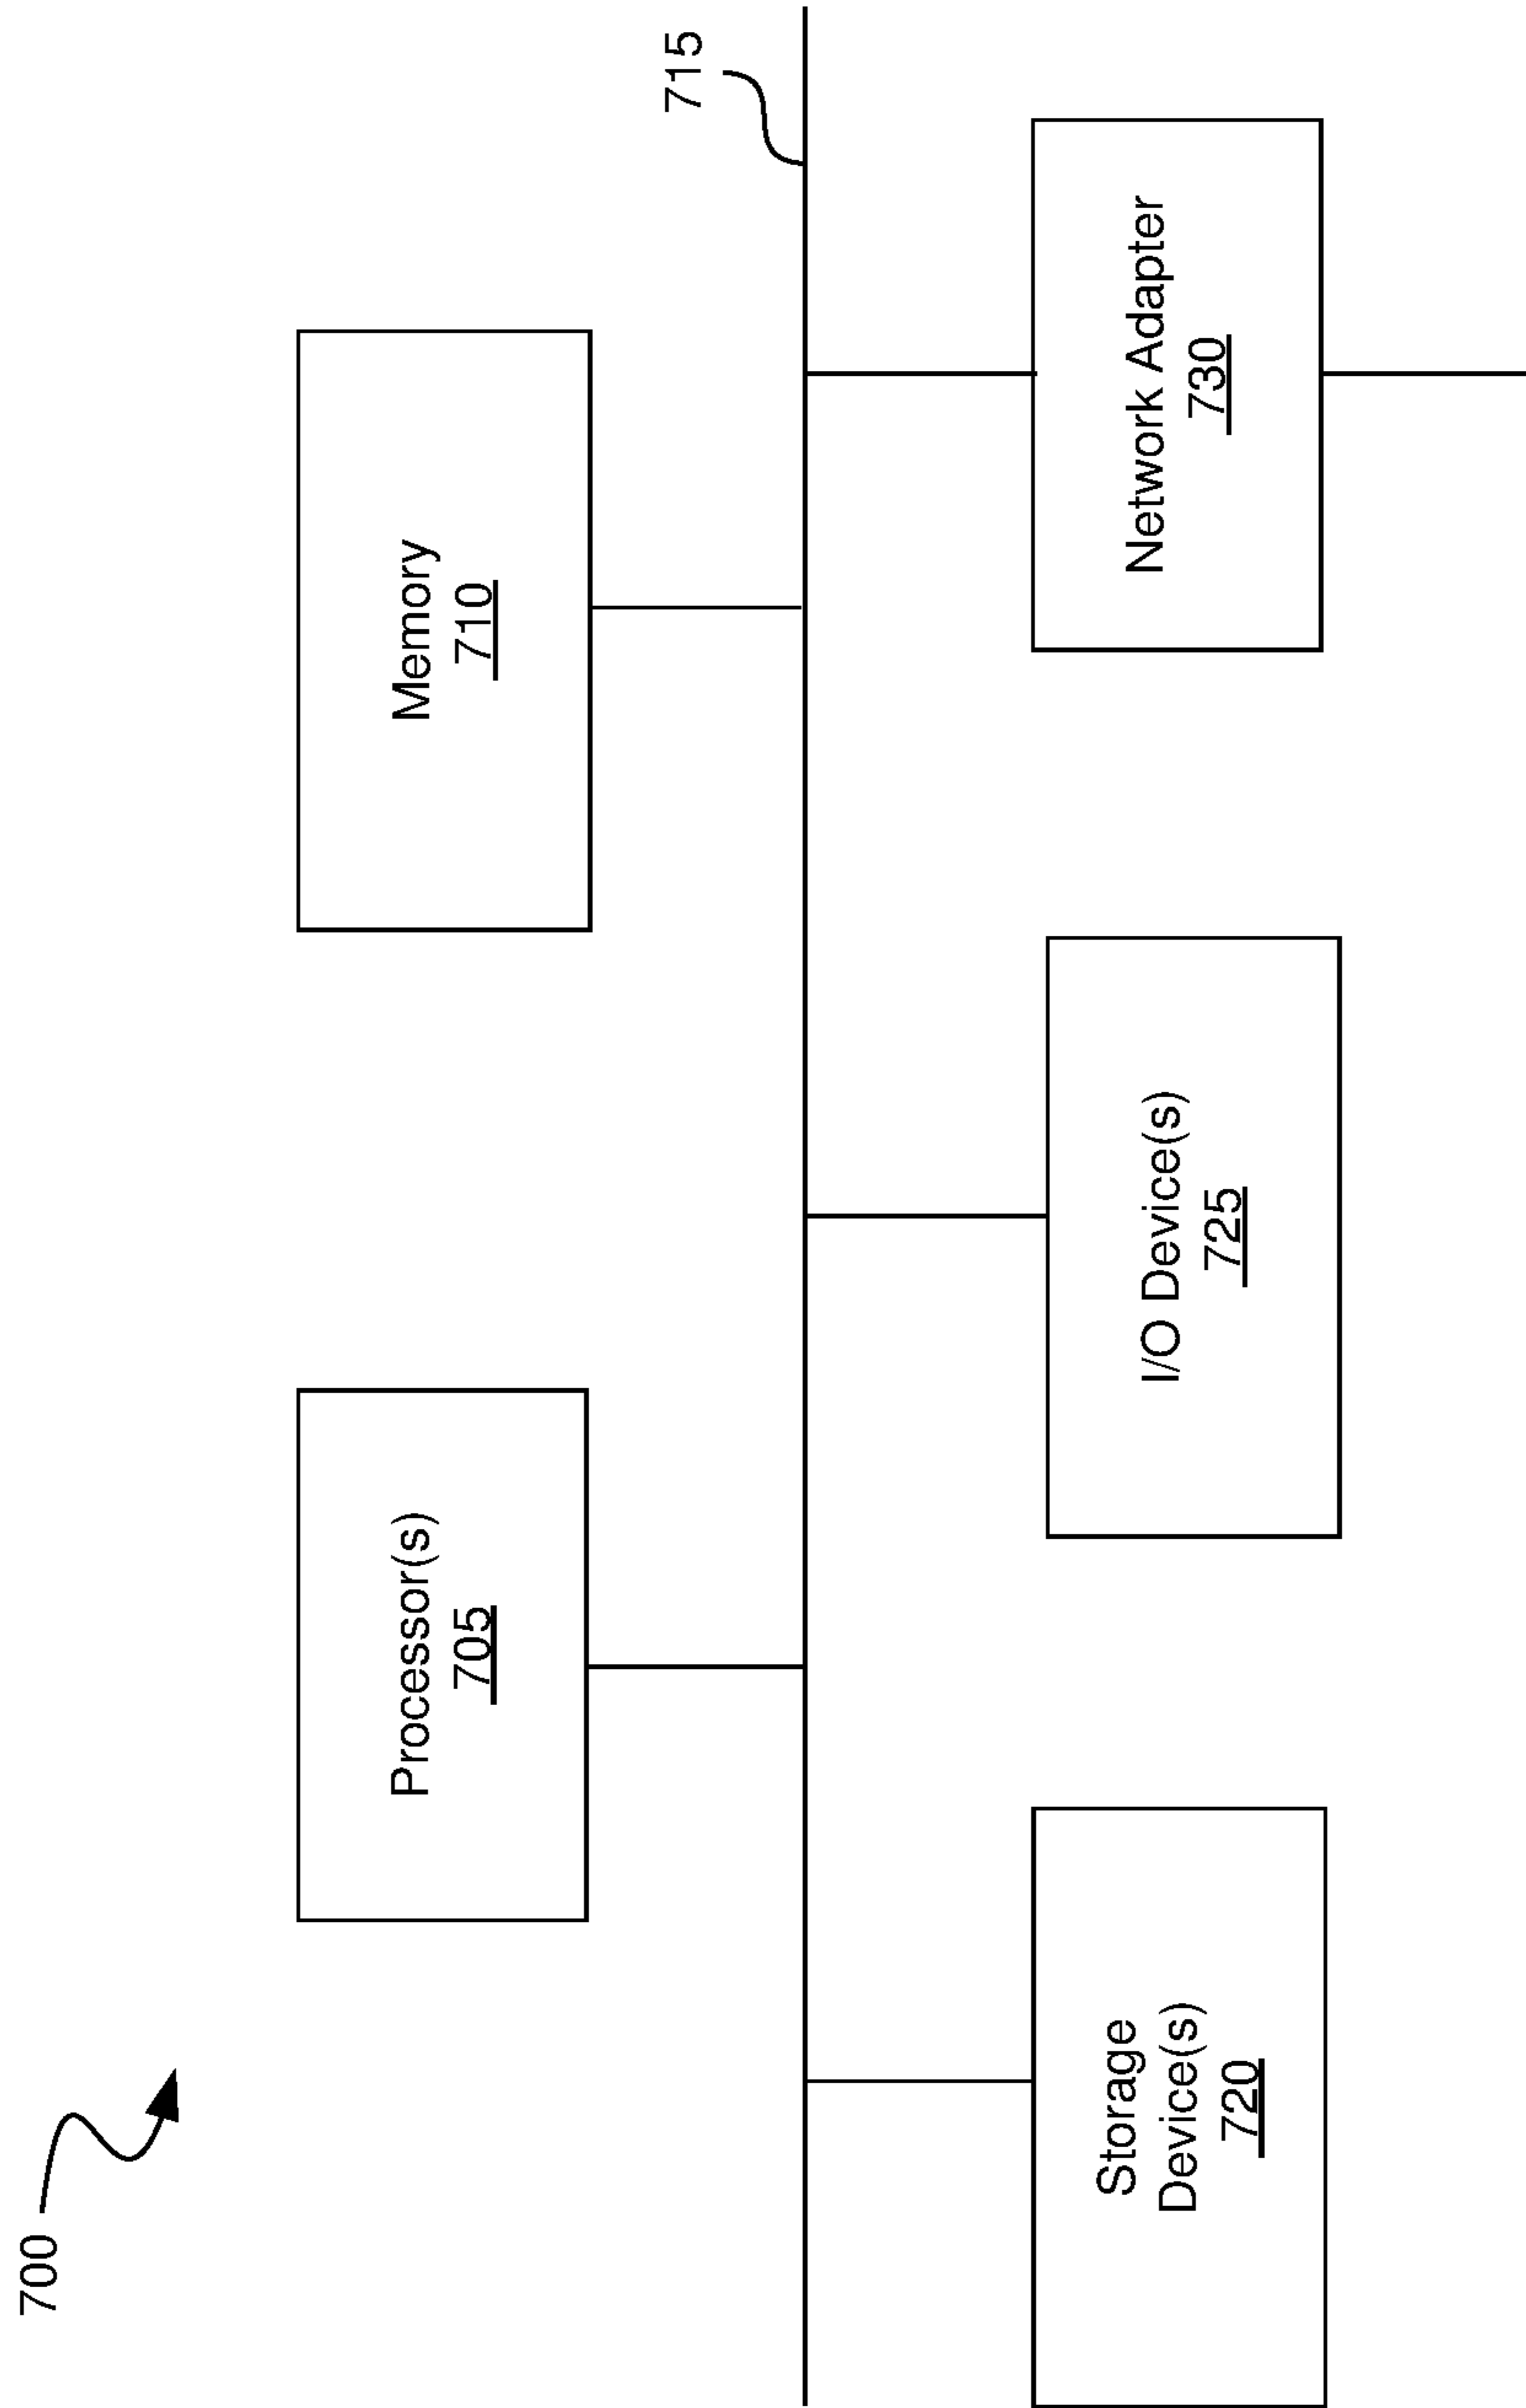 700
Processor(s)
705
Memory
710
715
Storage
Device(s)
720
I/O Device(s)
725
Network Adapter
730